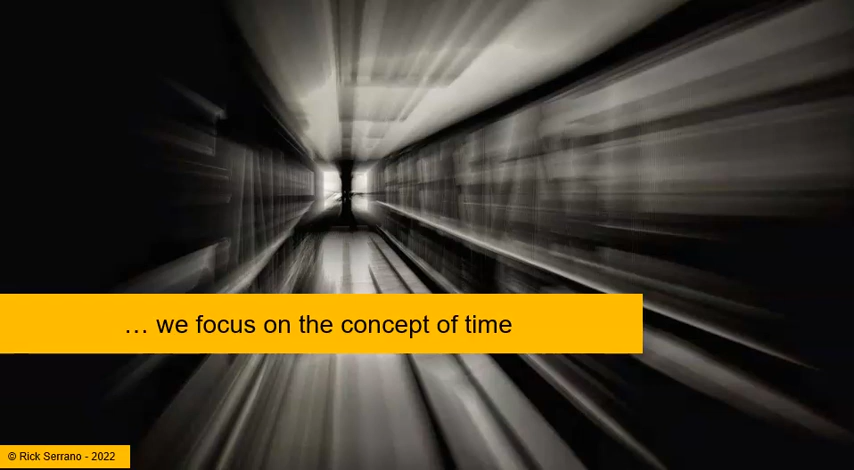 … we focus on the concept of time
© Rick Serrano - 2022